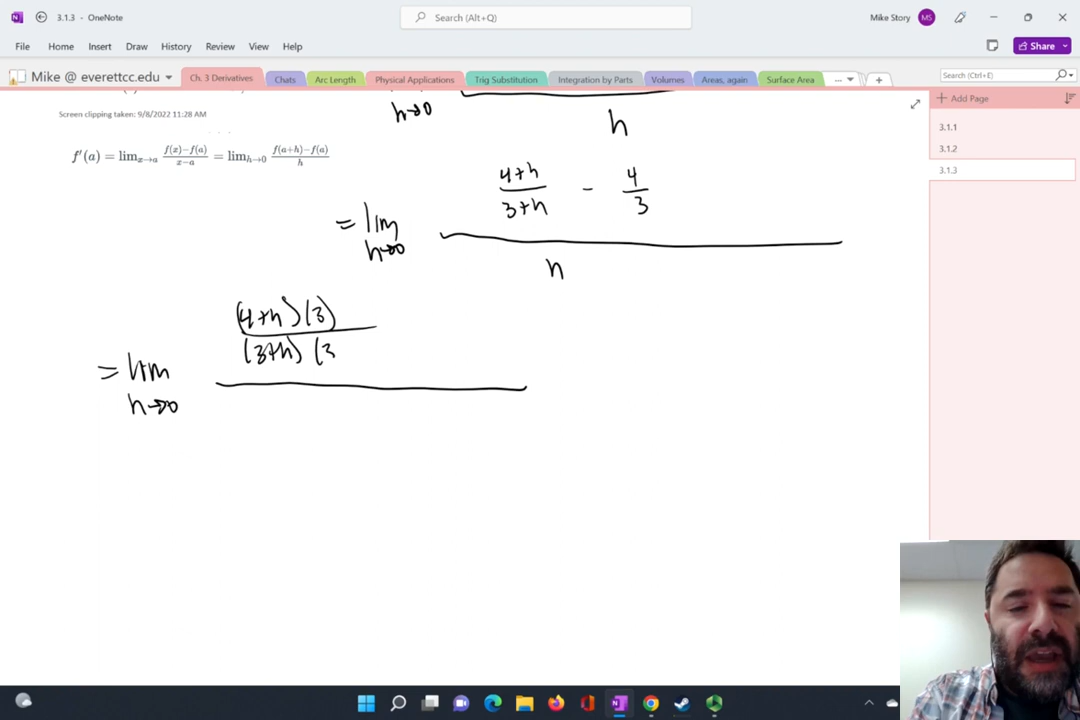 3.1.3 - OneNote
Search (Alt+Q)
Mike Story MS
File Home Insert Draw History Review View Help
Share
Mike @ everettcc.edu
Ch. 3 Derivatives Chats Arc Length Physical Applications Trig Substitution Integration by Parts Volumes Areas, again Surface Area ... +
Search (Ctrl+E)
Add Page
3.1.1
3.1.2
3.1.3
Screen clipping taken: 9/8/2022 11:28 AM
f′(a) = lim x→a f(x)−f(a) / x−a = lim h→0 f(a+h)−f(a) / h
h→0 h
= lim h→0 (4+h / 3+h − 4/3) / h
= lim h→0 (4+h)(3) / (3+h)(3